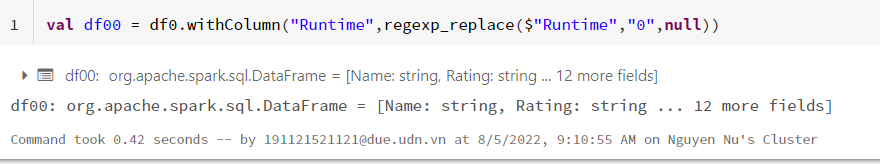 1 val df00 = df0.withColumn("Runtime",regexp_replace($"Runtime","0",null))
df00: org.apache.spark.sql.DataFrame = [Name: string, Rating: string ... 12 more fields]
df00: org.apache.spark.sql.DataFrame = [Name: string, Rating: string ... 12 more fields]
Command took 0.42 seconds -- by 191121521121@due.udn.vn at 8/5/2022, 9:10:55 AM on Nguyen Nu's Cluster